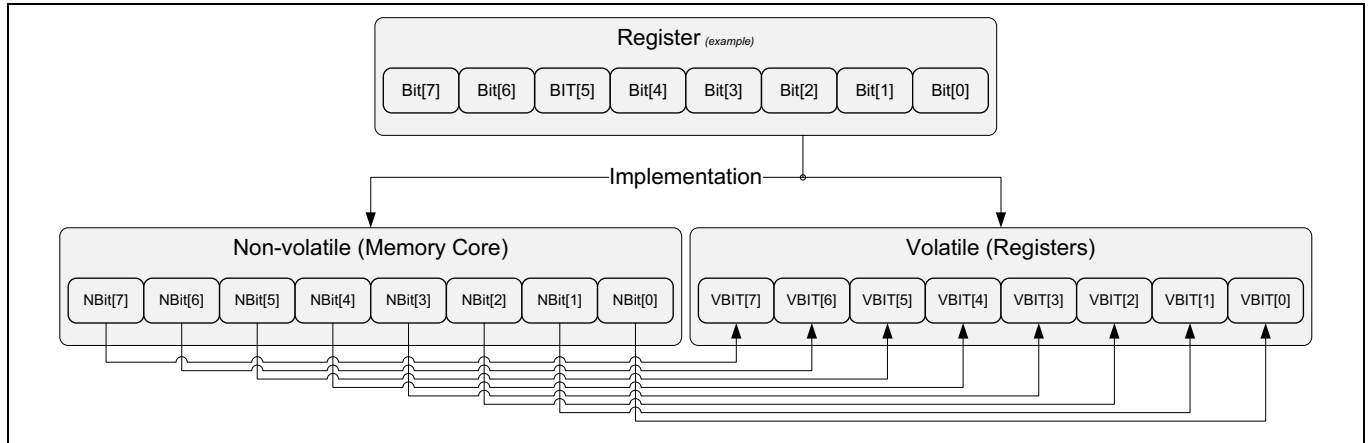 Register (example)
Bit[7] Bit[6] BIT[5] Bit[4] Bit[3] Bit[2] Bit[1] Bit[0]
Implementation
Non-volatile (Memory Core) Volatile (Registers)
NBit[7] NBit[6] NBit[5] NBit[4] NBit[3] NBit[2] NBit[1] NBit[0] VBIT[7] VBIT[6] VBIT[5] VBIT[4] VBIT[3] VBIT[2] VBIT[1] VBIT[0]